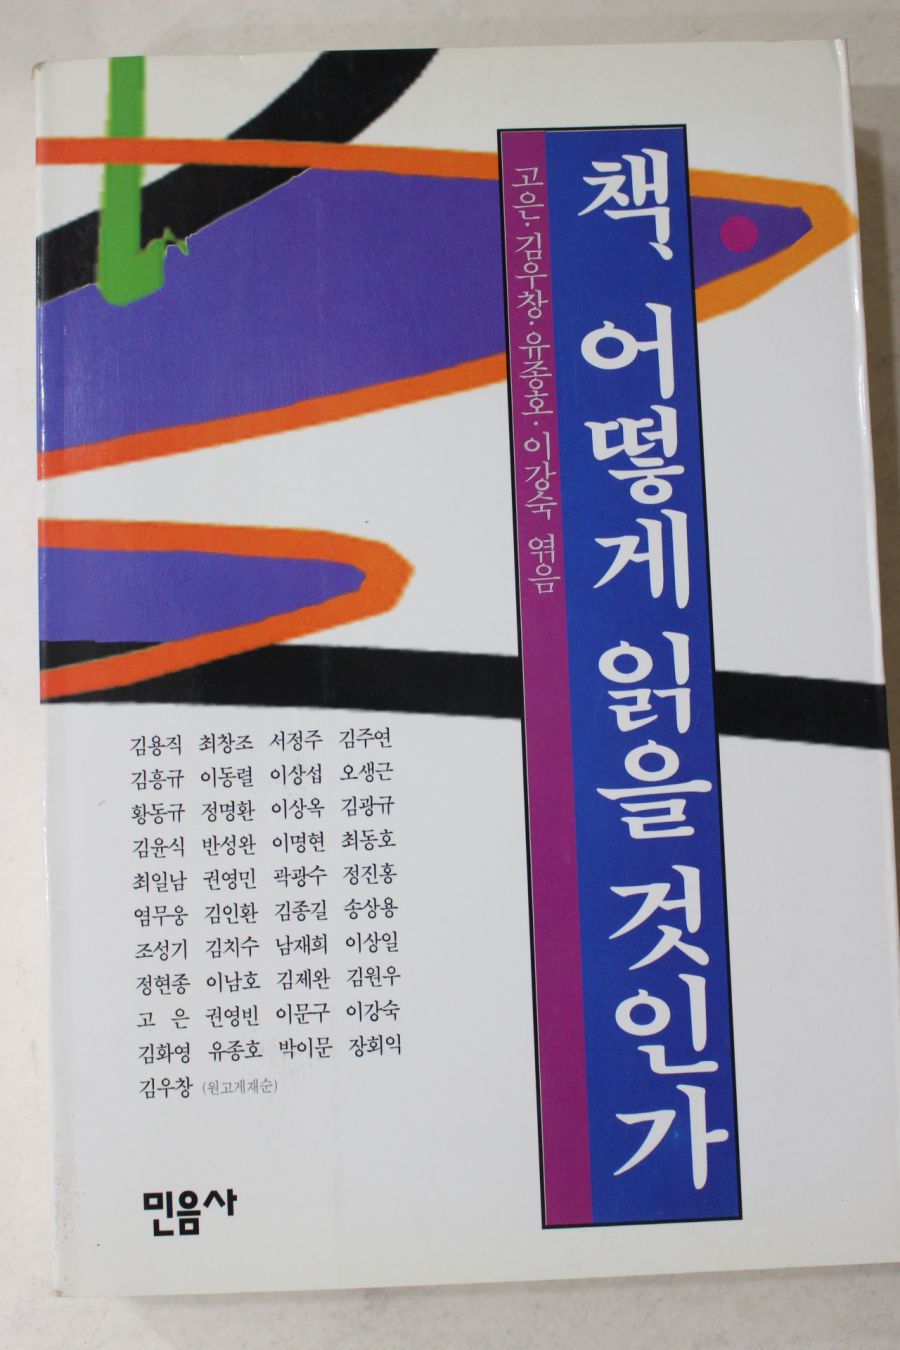 책, 어떻게 읽을 것인가
고은·김우창·유종호·이강숙 엮음
김용직 최창조 서정주 김주연
김흥규 이동렬 이상섭 오생근
황동규 정명환 이상옥 김광규
김윤식 반성완 이명현 최동호
최일남 권영민 곽광수 정진홍
염무웅 김인환 김종길 송상용
조성기 김치수 남재희 이상일
정현종 이남호 김제완 김원우
고 은 권영빈 이문구 이강숙
김화영 유종호 박이문 장회익
김우창 (원고게재순)
민음사